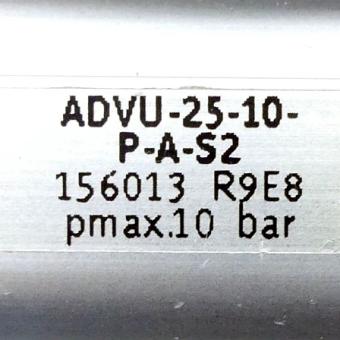 ADVU-25-10-
P-A-S2
156013 R9E8
pmax.10 bar